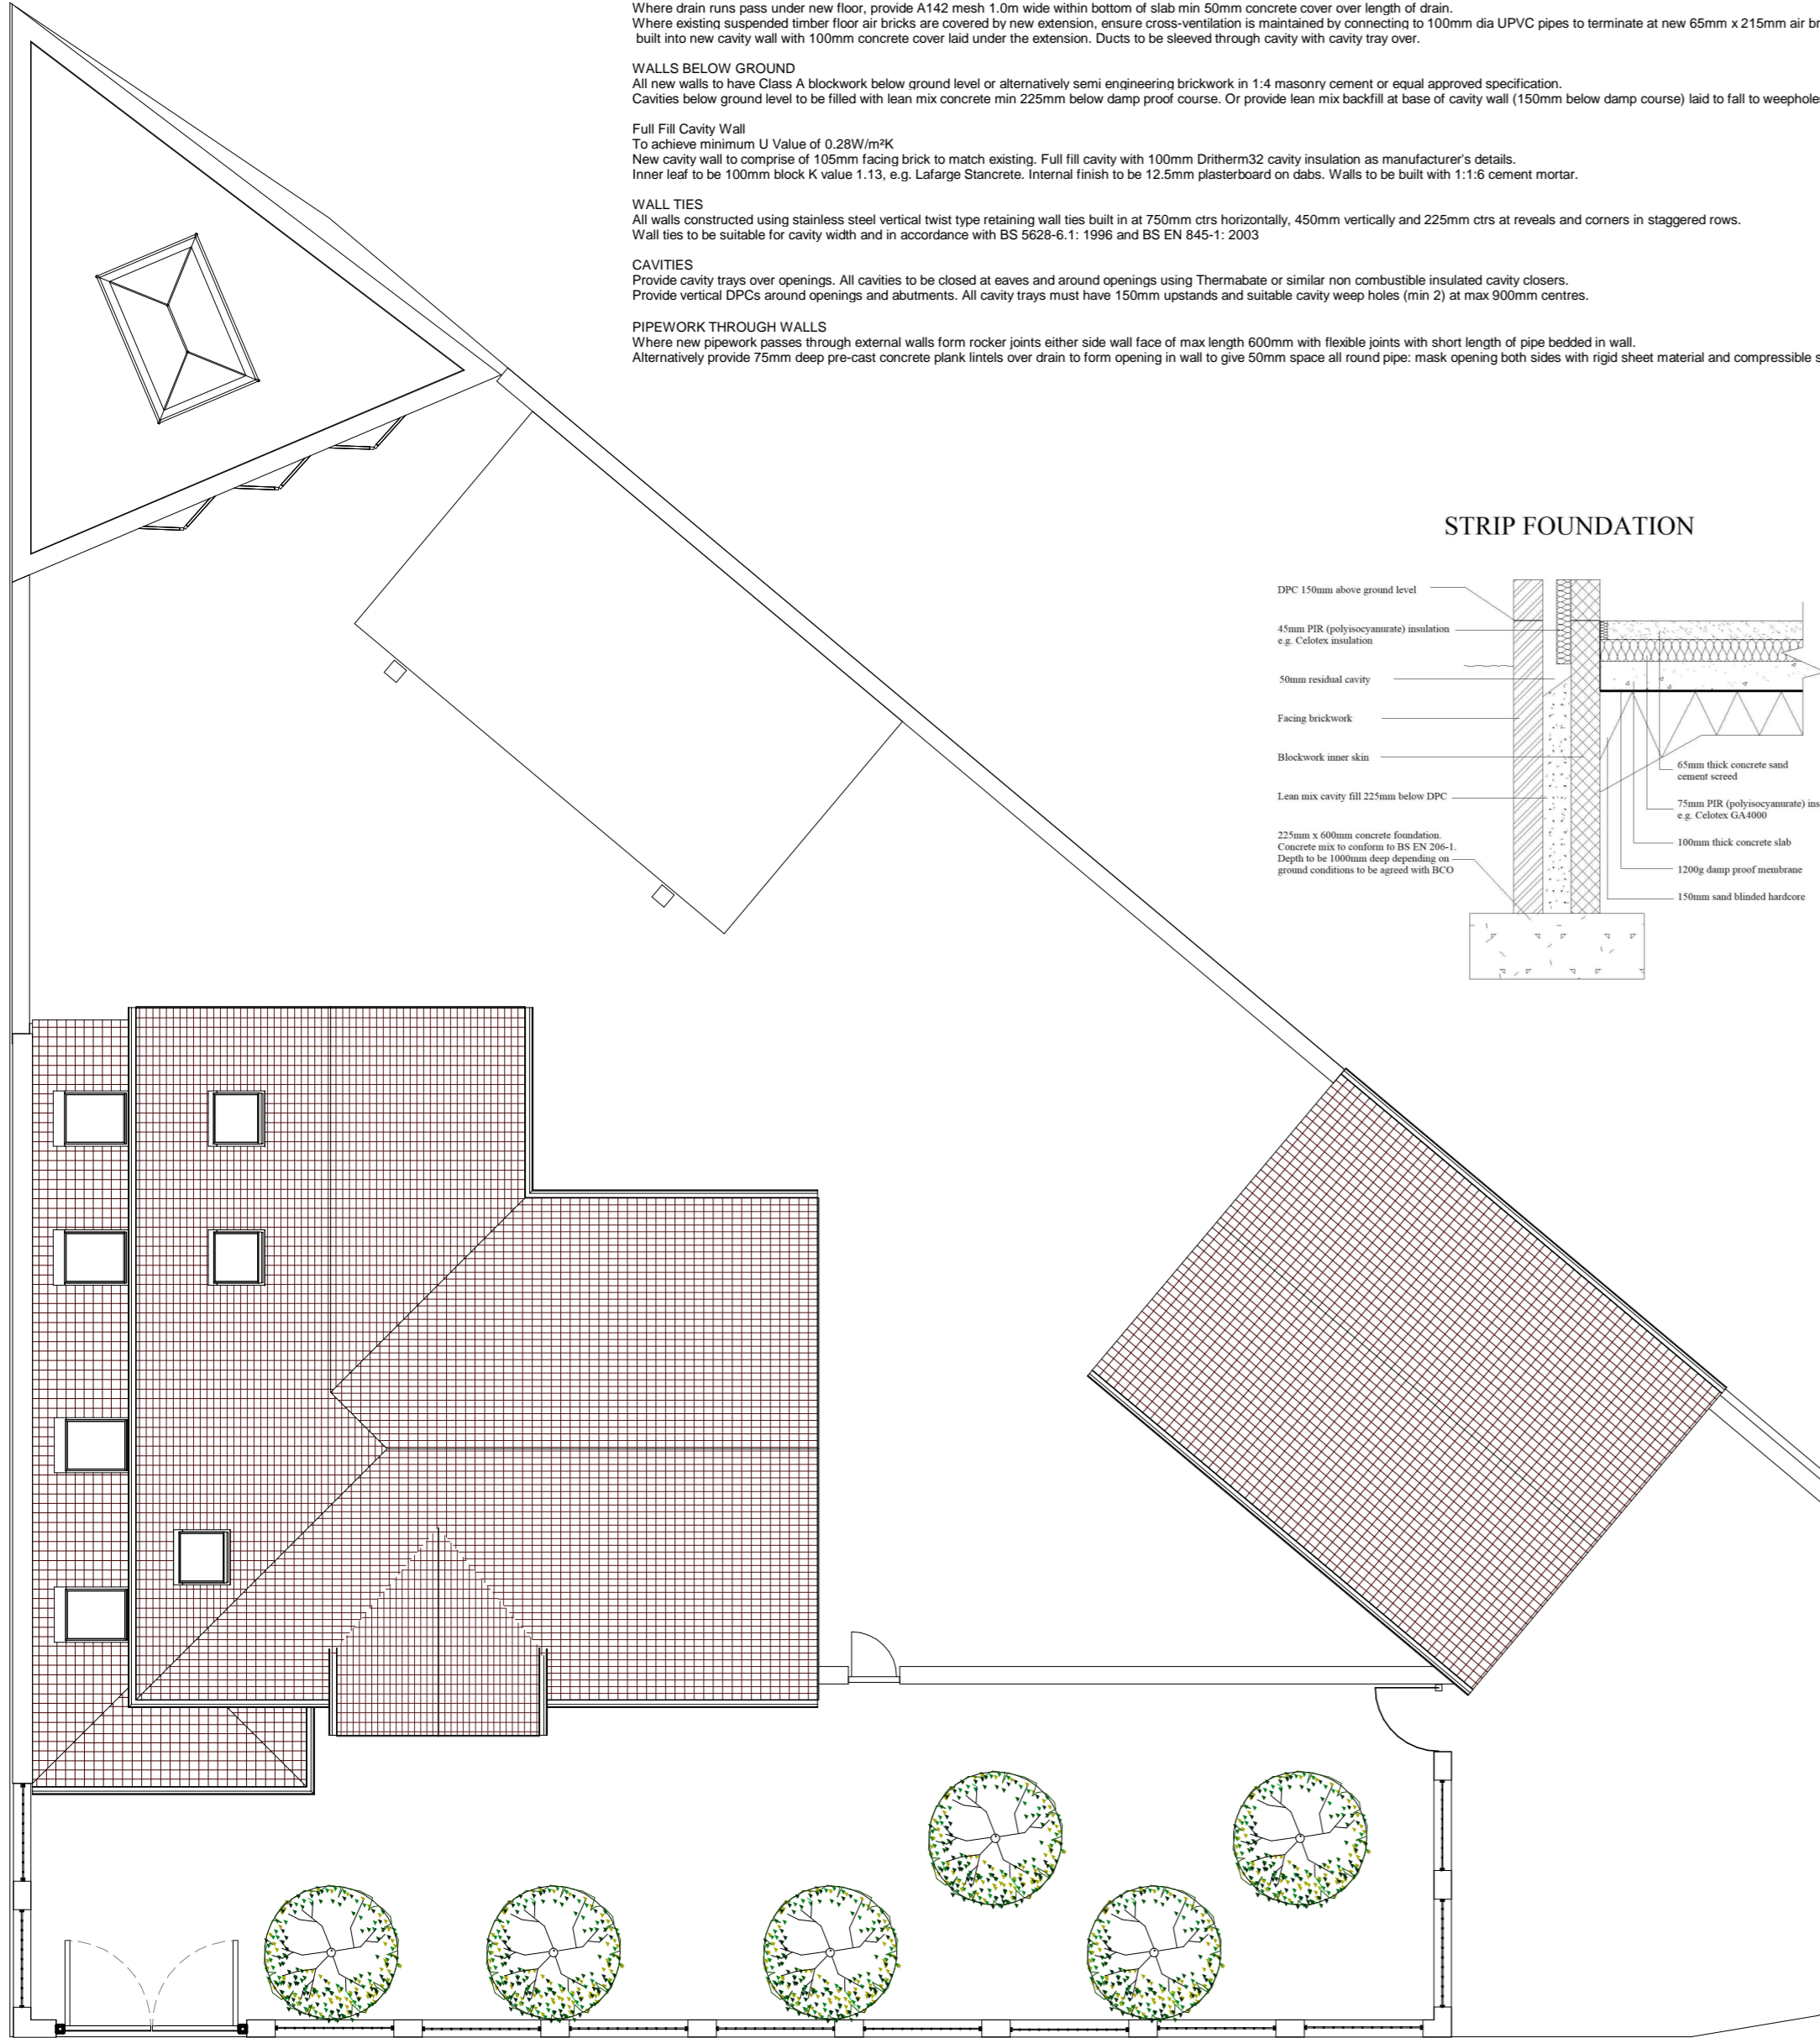 Where drain runs pass under new floor, provide A142 mesh 1.0m wide within bottom of slab min 50mm concrete cover over length of drain.
Where existing suspended timber floor air bricks are covered by new extension, ensure cross-ventilation is maintained by connecting to 100mm dia UPVC pipes to terminate at new 65mm x 215mm air br
built into new cavity wall with 100mm concrete cover laid under the extension. Ducts to be sleeved through cavity with cavity tray over.
WALLS BELOW GROUND
All new walls to have Class A blockwork below ground level or alternatively semi engineering brickwork in 1:4 masonry cement or equal approved specification.
Cavities below ground level to be filled with lean mix concrete min 225mm below damp proof course. Or provide lean mix backfill at base of cavity wall (150mm below damp course) laid to fall to weepholes
Full Fill Cavity Wall
To achieve minimum U Value of 0.28W/m²K
New cavity wall to comprise of 105mm facing brick to match existing. Full fill cavity with 100mm Dritherm32 cavity insulation as manufacturer's details.
Inner leaf to be 100mm block K value 1.13, e.g. Lafarge Stancrete. Internal finish to be 12.5mm plasterboard on dabs. Walls to be built with 1:1:6 cement mortar.
WALL TIES
All walls constructed using stainless steel vertical twist type retaining wall ties built in at 750mm ctrs horizontally, 450mm vertically and 225mm ctrs at reveals and corners in staggered rows.
Wall ties to be suitable for cavity width and in accordance with BS 5628-6.1: 1996 and BS EN 845-1: 2003
CAVITIES
Provide cavity trays over openings. All cavities to be closed at eaves and around openings using Thermabate or similar non combustible insulated cavity closers.
Provide vertical DPCs around openings and abutments. All cavity trays must have 150mm upstands and suitable cavity weep holes (min 2) at max 900mm centres.
PIPEWORK THROUGH WALLS
Where new pipework passes through external walls form rocker joints either side wall face of max length 600mm with flexible joints with short length of pipe bedded in wall.
Alternatively provide 75mm deep pre-cast concrete plank lintels over drain to form opening in wall to give 50mm space all round pipe: mask opening both sides with rigid sheet material and compressible s
STRIP FOUNDATION
DPC 150mm above ground level
45mm PIR (polyisocyanurate) insulation
e.g. Celotex insulation
50mm residual cavity
Facing brickwork
Blockwork inner skin
Lean mix cavity fill 225mm below DPC
225mm x 600mm concrete foundation.
Concrete mix to conform to BS EN 206-1.
Depth to be 1000mm deep depending on
ground conditions to be agreed with BCO
65mm thick concrete sand
cement screed
75mm PIR (polyisocyanurate) ins
e.g. Celotex GA4000
100mm thick concrete slab
1200g damp proof membrane
150mm sand blinded hardcore